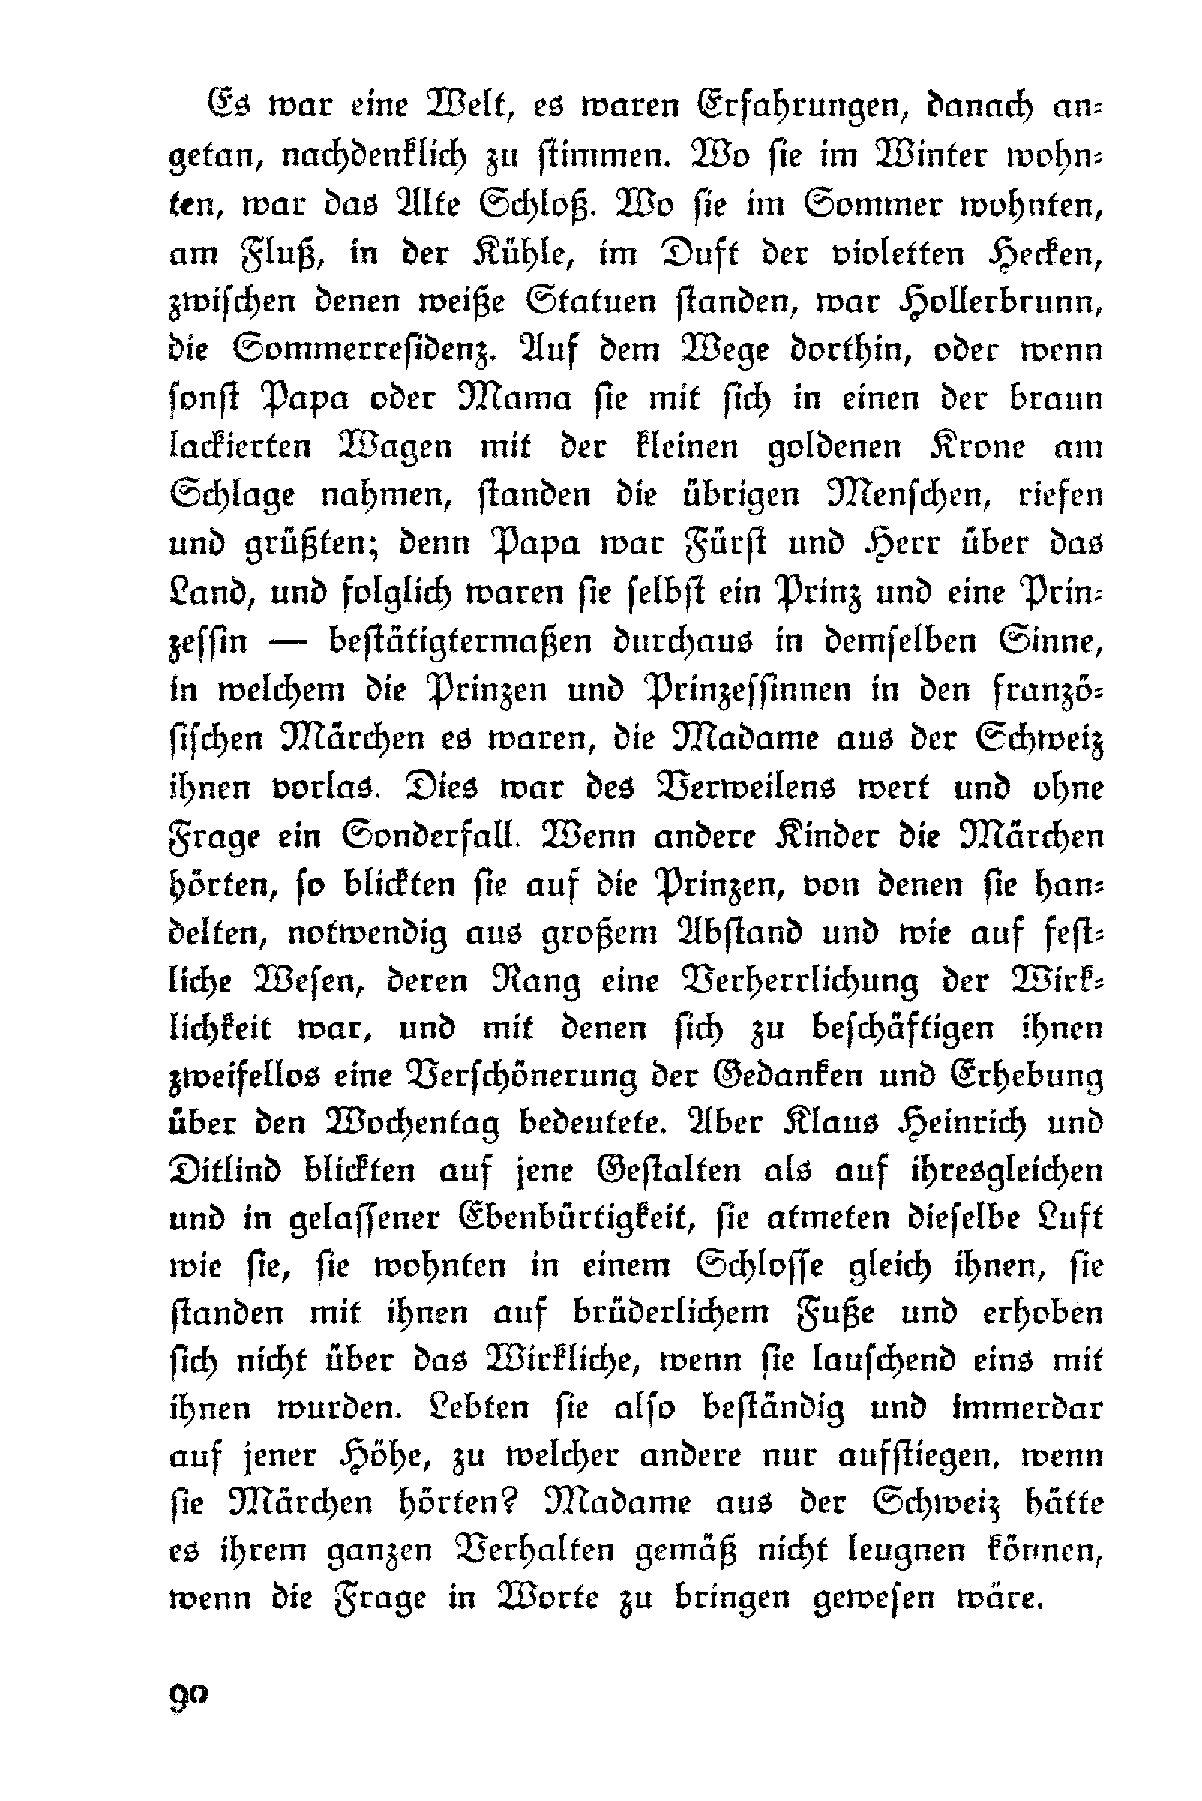 Es war eine Welt, es waren Erfahrungen, danach an-
getan, nachdenklich zu stimmen. Wo sie im Winter wohn-
ten, war das Alte Schloß. Wo sie im Sommer wohnten,
am Fluß, in der Kühle, im Duft der violetten Hecken,
zwischen denen weiße Statuen standen, war Hollerbrunn,
die Sommerresidenz. Auf dem Wege dorthin, oder wenn
sonst Papa oder Mama sie mit sich in einen der braun
lackierten Wagen mit der kleinen goldenen Krone am
Schlage nahmen, standen die übrigen Menschen, riefen
und grüßten; denn Papa war Fürst und Herr über das
Land, und folglich waren sie selbst ein Prinz und eine Prin-
zessin — bestätigtermaßen durchaus in demselben Sinne,
in welchem die Prinzen und Prinzessinnen in den franzö-
sischen Märchen es waren, die Madame aus der Schweiz
ihnen vorlas. Dies war des Verweilens wert und ohne
Frage ein Sonderfall. Wenn andere Kinder die Märchen
hörten, so blickten sie auf die Prinzen, von denen sie han-
delten, notwendig aus großem Abstand und wie auf fest-
liche Wesen, deren Rang eine Verherrlichung der Wirk-
lichkeit war, und mit denen sich zu beschäftigen ihnen
zweifellos eine Verschönerung der Gedanken und Erhebung
über den Wochentag bedeutete. Aber Klaus Heinrich und
Ditlind blickten auf jene Gestalten als auf ihresgleichen
und in gelassener Ebenbürtigkeit, sie atmeten dieselbe Luft
wie sie, sie wohnten in einem Schlosse gleich ihnen, sie
standen mit ihnen auf brüderlichem Fuße und erhoben
sich nicht über das Wirkliche, wenn sie lauschend eins mit
ihnen wurden. Lebten sie also beständig und immerdar
auf jener Höhe, zu welcher andere nur aufstiegen, wenn
sie Märchen hörten? Madame aus der Schweiz hätte
es ihrem ganzen Verhalten gemäß nicht leugnen können,
wenn die Frage in Worte zu bringen gewesen wäre.
90